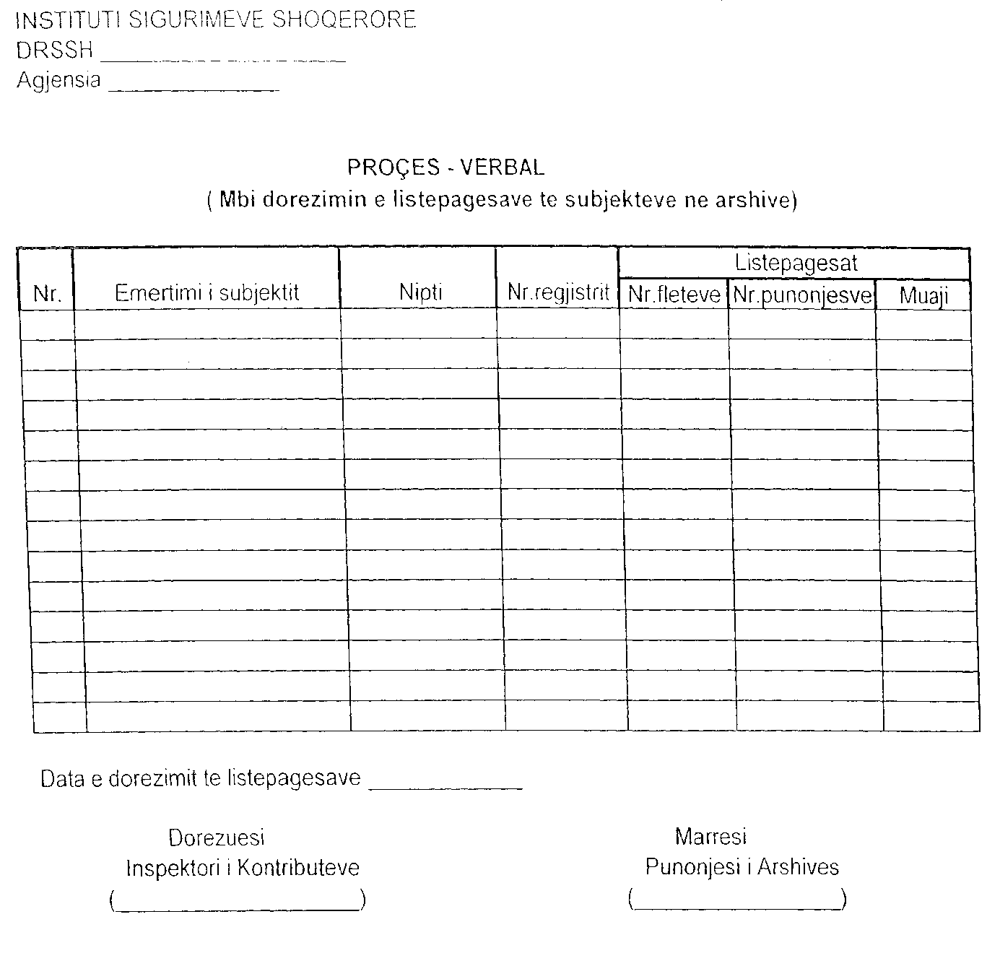 INSTITUTI SIGURIMEVE SHOQERORE
DRSSH
Agjensia
PROÇES - VERBAL
( Mbi dorezimin e listepagesave te subjekteve ne arshive)
Listepagesat
Nr. Emertimi i subjektit Nipti Nr.regjistrit Nr.fleteve Nr.punonjesve Muaji
Data e dorezimit te listepagesave
Dorezuesi Marresi
Inspektori i Kontributeve Punonjesi i Arshives